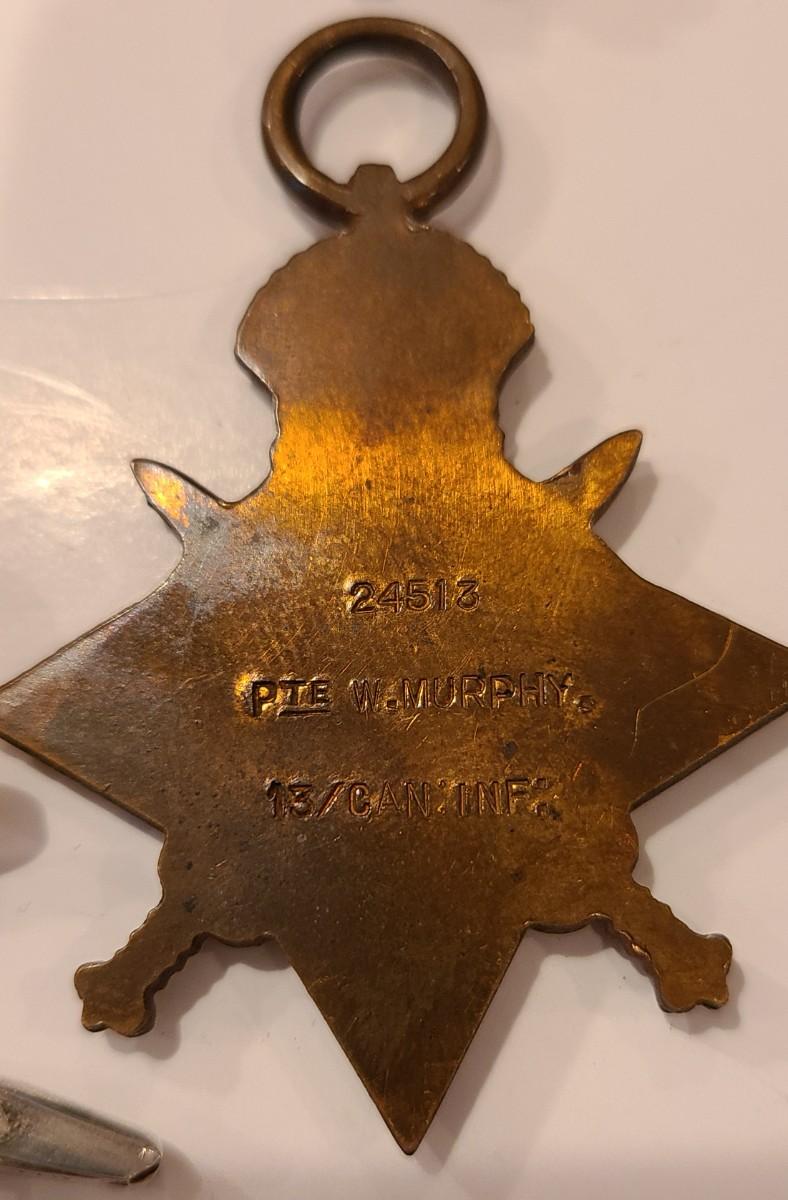 24513
PTE W.MURPHY.
13/CAN:INF: